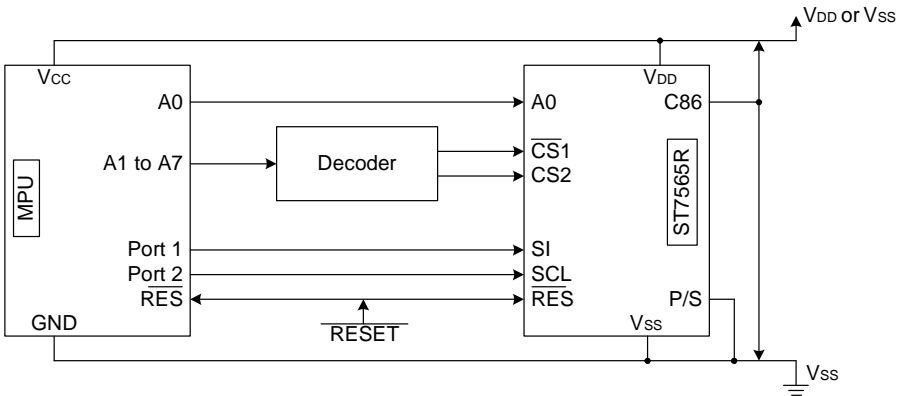 VDD or VSS
VCC
VDD
A0
A0
C86
A1 to A7
Decoder
CS1
CS2
MPU
ST7565R
Port 1
SI
Port 2
SCL
RES
RES
P/S
GND
RESET
VSS
VSS